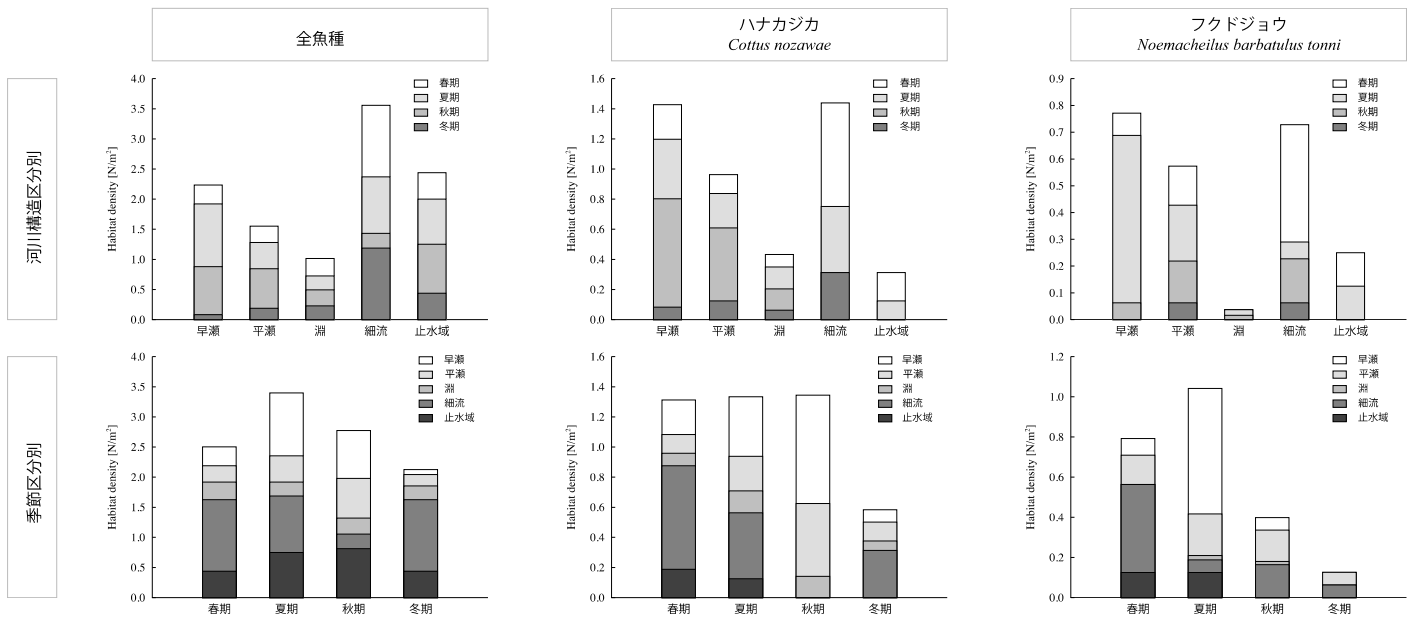 全魚種
ハナカジカ
Cottus nozawae
フクドジョウ
Noemacheilus barbatulus tonni
河川構造区分別
Habitat density [N/m²]
4.0
3.5
3.0
2.5
2.0
1.5
1.0
0.5
0.0
春期
夏期
秋期
冬期
早瀬
平瀬
淵
細流
止水域
Habitat density [N/m²]
1.6
1.4
1.2
1.0
0.8
0.6
0.4
0.2
0.0
春期
夏期
秋期
冬期
早瀬
平瀬
淵
細流
止水域
Habitat density [N/m²]
0.9
0.8
0.7
0.6
0.5
0.4
0.3
0.2
0.1
0.0
春期
夏期
秋期
冬期
早瀬
平瀬
淵
細流
止水域
季節区分別
Habitat density [N/m²]
4.0
3.5
3.0
2.5
2.0
1.5
1.0
0.5
0.0
早瀬
平瀬
淵
細流
止水域
春期
夏期
秋期
冬期
Habitat density [N/m²]
1.6
1.4
1.2
1.0
0.8
0.6
0.4
0.2
0.0
早瀬
平瀬
淵
細流
止水域
春期
夏期
秋期
冬期
Habitat density [N/m²]
1.2
1.0
0.8
0.6
0.4
0.2
0.0
早瀬
平瀬
淵
細流
止水域
春期
夏期
秋期
冬期